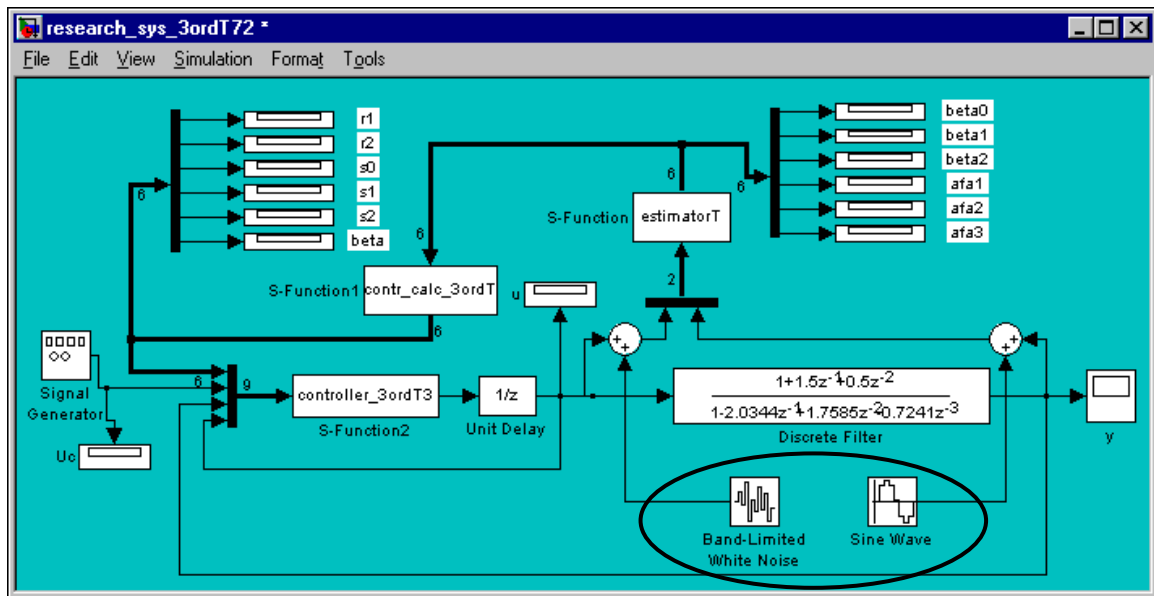 research_sys_3ordT72 *
File Edit View Simulation Format Tools
r1
r2
s0
s1
s2
beta
6
beta0
beta1
beta2
afa1
afa2
afa3
6
6
S-Function
estimatorT
6
2
S-Function1
contr_calc_3ordT
6
u
Signal
Generator
Uc
6
9
controller_3ordT3
S-Function2
1/z
Unit Delay
+
+
+
+
1+1.5z-1+0.5z-2
1-2.0344z-1+1.7585z-2-0.7241z-3
Discrete Filter
y
Band-Limited
White Noise
Sine Wave